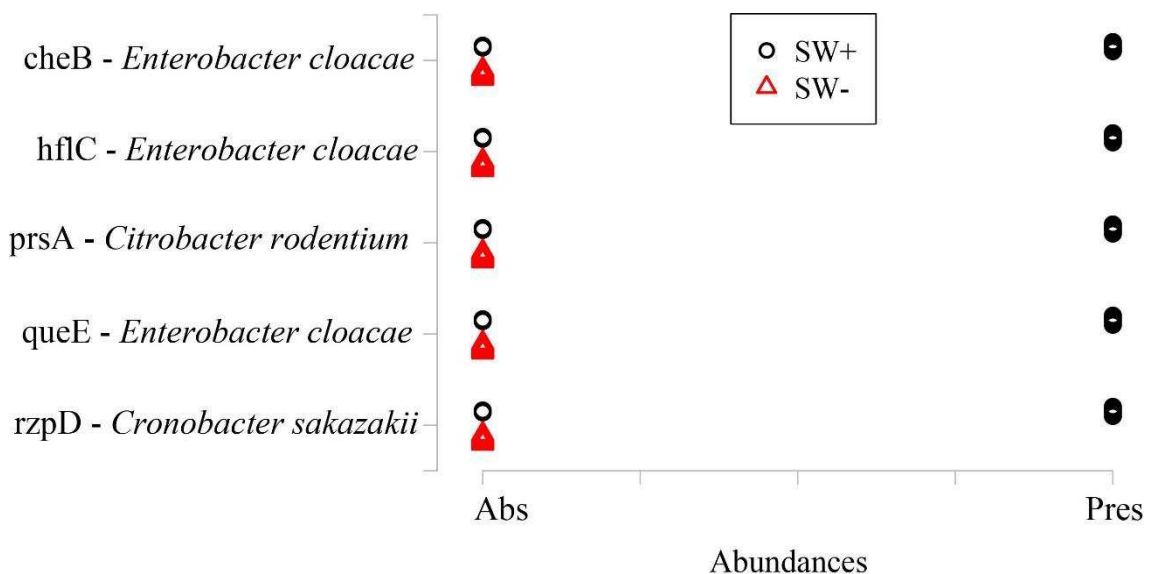 cheB - Enterobacter cloacae
SW+
SW-
hflC - Enterobacter cloacae
prsA - Citrobacter rodentium
queE - Enterobacter cloacae
rzpD - Cronobacter sakazakii
Abs
Pres
Abundances